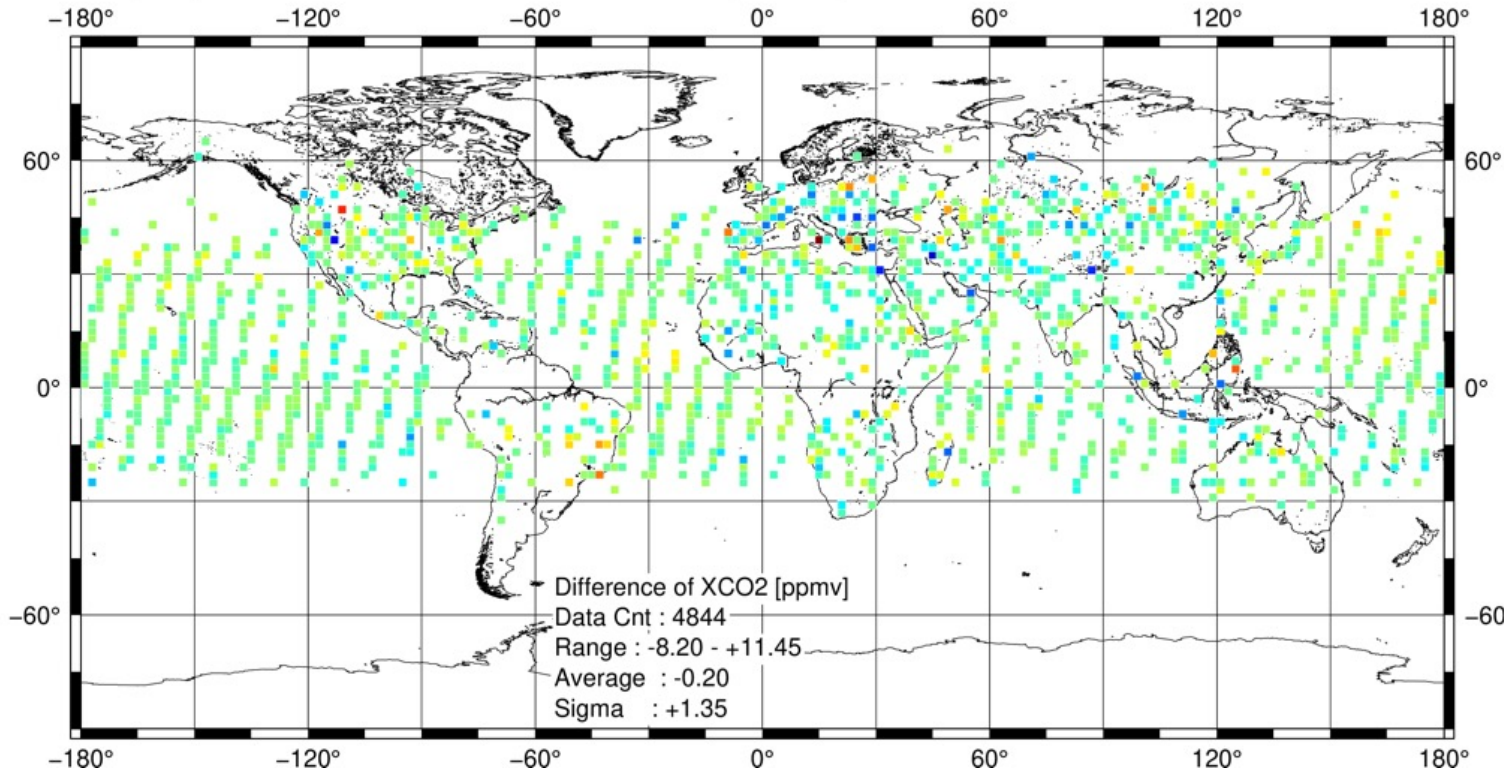 −180° −120° −60° 0° 60° 120° 180°
60° 60°
0° 0°
−60° −60
Difference of XCO2 [ppmv]
Data Cnt : 4844
Range : -8.20 - +11.45
Average : -0.20
Sigma : +1.35
−180° −120° −60° 0° 60° 120° 180°